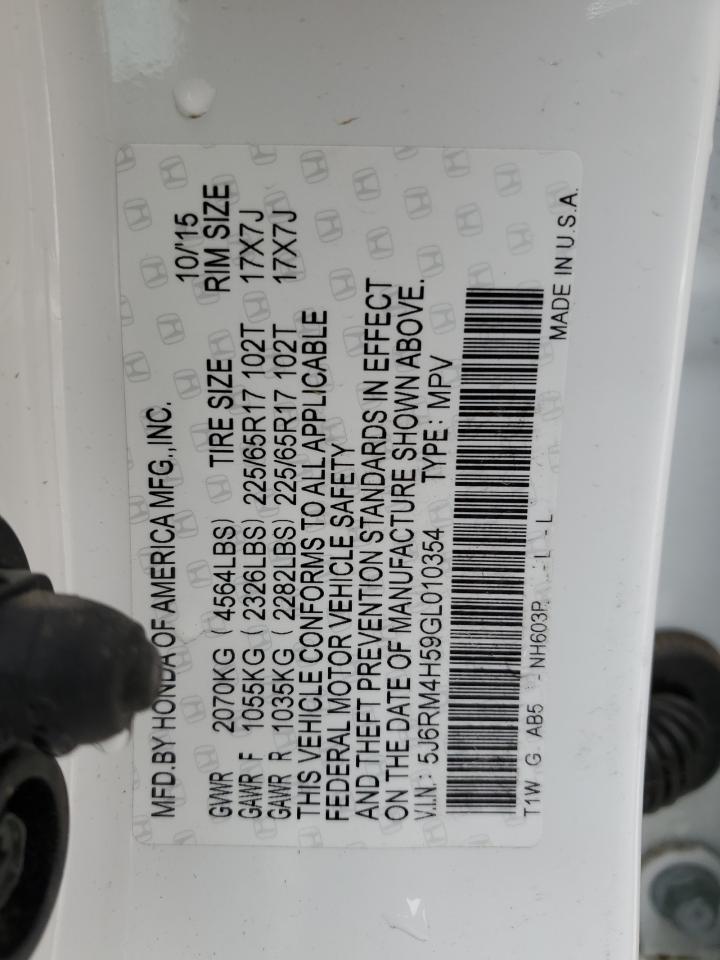 MFD.BY HONDA OF AMERICA MFG.,INC. 10/'15
GVWR 2070KG ( 4564LBS) TIRE SIZE RIM SIZE
GAWR F 1055KG ( 2326LBS) 225/65R17 102T 17X7J
GAWR R 1035KG ( 2282LBS) 225/65R17 102T 17X7J
THIS VEHICLE CONFORMS TO ALL APPLICABLE
FEDERAL MOTOR VEHICLE SAFETY
AND THEFT PREVENTION STANDARDS IN EFFECT
ON THE DATE OF MANUFACTURE SHOWN ABOVE.
V.I.N.: 5J6RM4H59GL010354 TYPE: MPV
T1W G AB5 - NH603P - L - L
MADE IN U.S.A.